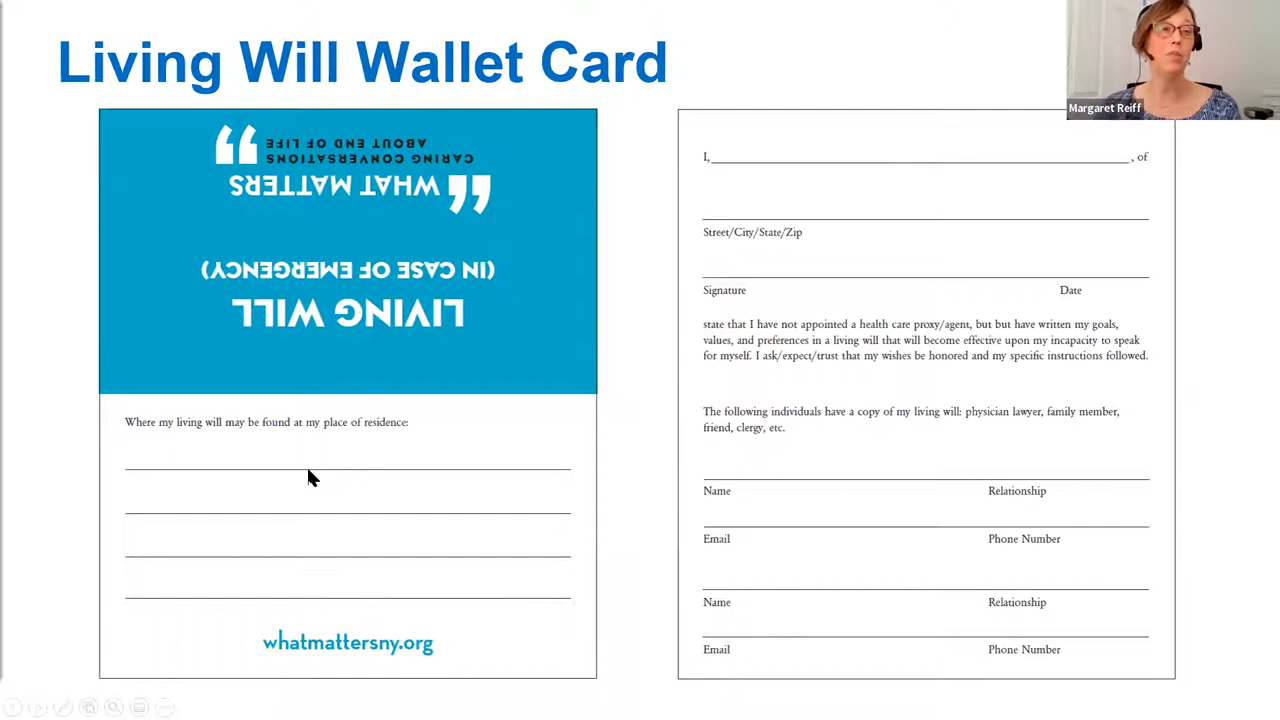 Living Will Wallet Card
Margaret Reiff
LIVING WILL
(IN CASE OF EMERGENCY)
“WHAT MATTERS
CARING CONVERSATIONS
ABOUT END OF LIFE”
Where my living will may be found at my place of residence:
whatmattersny.org
I, , of
Street/City/State/Zip
Signature Date
state that I have not appointed a health care proxy/agent, but but have written my goals,
values, and preferences in a living will that will become effective upon my incapacity to speak
for myself. I ask/expect/trust that my wishes be honored and my specific instructions followed.
The following individuals have a copy of my living will: physician lawyer, family member,
friend, clergy, etc.
Name Relationship
Email Phone Number
Name Relationship
Email Phone Number